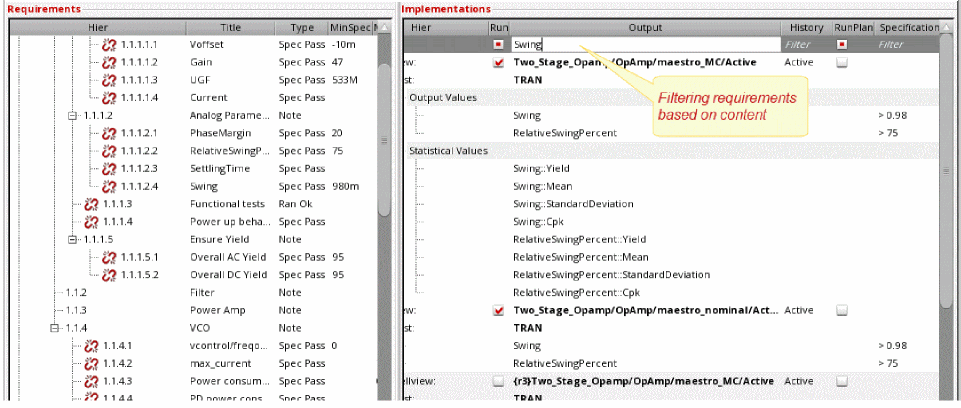 Requirements
Hier Title Type MinSpec
1.1.1.1.1 Voffset Spec Pass -10m
1.1.1.1.2 Gain Spec Pass 47
1.1.1.1.3 UGF Spec Pass 533M
1.1.1.1.4 Current Spec Pass
1.1.1.2 Analog Parame... Note
1.1.1.2.1 PhaseMargin Spec Pass 20
1.1.1.2.2 RelativeSwingP... Spec Pass 75
1.1.1.2.3 SettlingTime Spec Pass
1.1.1.2.4 Swing Spec Pass 980m
1.1.1.3 Functional tests Ran Ok
1.1.1.4 Power up beha... Spec Pass
1.1.1.5 Ensure Yield Note
1.1.1.5.1 Overall AC Yield Spec Pass 95
1.1.1.5.2 Overall DC Yield Spec Pass 95
1.1.2 Filter Note
1.1.3 Power Amp Note
1.1.4 VCO Note
1.1.4.1 vcontrol/freqo... Spec Pass 0
1.1.4.2 max_current Spec Pass
1.1.4.3 Power consum... Spec Pass
1.1.4.4 PD power cons... Spec Pass
Implementations
Hier Run Output History RunPlan Specification
Swing Filter Filter
ew: Two_Stage_Opamp/OpAmp/maestro_MC/Active Active
st: TRAN
Filtering requirements
based on content
Output Values
Swing > 0.98
RelativeSwingPercent > 75
Statistical Values
Swing::Yield
Swing::Mean
Swing::StandardDeviation
Swing::Cpk
RelativeSwingPercent::Yield
RelativeSwingPercent::Mean
RelativeSwingPercent::StandardDeviation
RelativeSwingPercent::Cpk
ew: Two_Stage_Opamp/OpAmp/maestro_nominal/Act... Active
st: TRAN
Swing > 0.98
RelativeSwingPercent > 75
ellview: {r3}Two_Stage_Opamp/OpAmp/maestro_MC/Active Active
st: TRAN